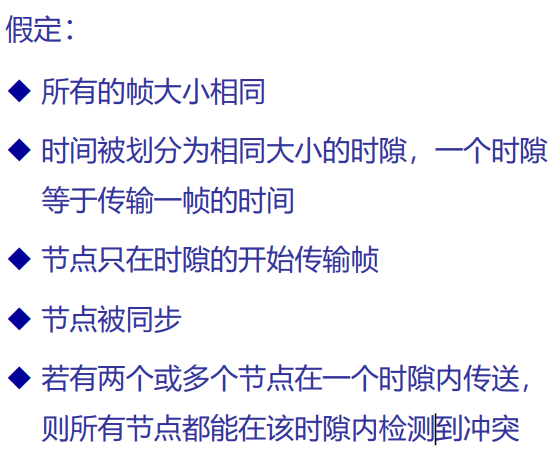 假定：
◆ 所有的帧大小相同
◆ 时间被划分为相同大小的时隙，一个时隙
等于传输一帧的时间
◆ 节点只在时隙的开始传输帧
◆ 节点被同步
◆ 若有两个或多个节点在一个时隙内传送，
则所有节点都能在该时隙内检测到冲突